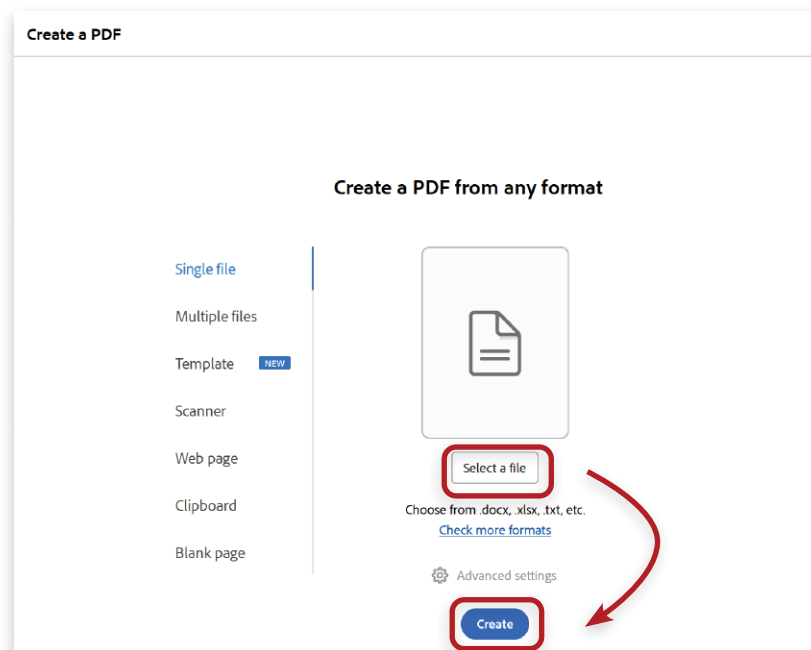 Create a PDF
Create a PDF from any format
Single file
Multiple files
Template NEW
Scanner
Web page
Clipboard
Blank page
Select a file
Choose from .docx, .xlsx, .txt, etc.
Check more formats
Advanced settings
Create